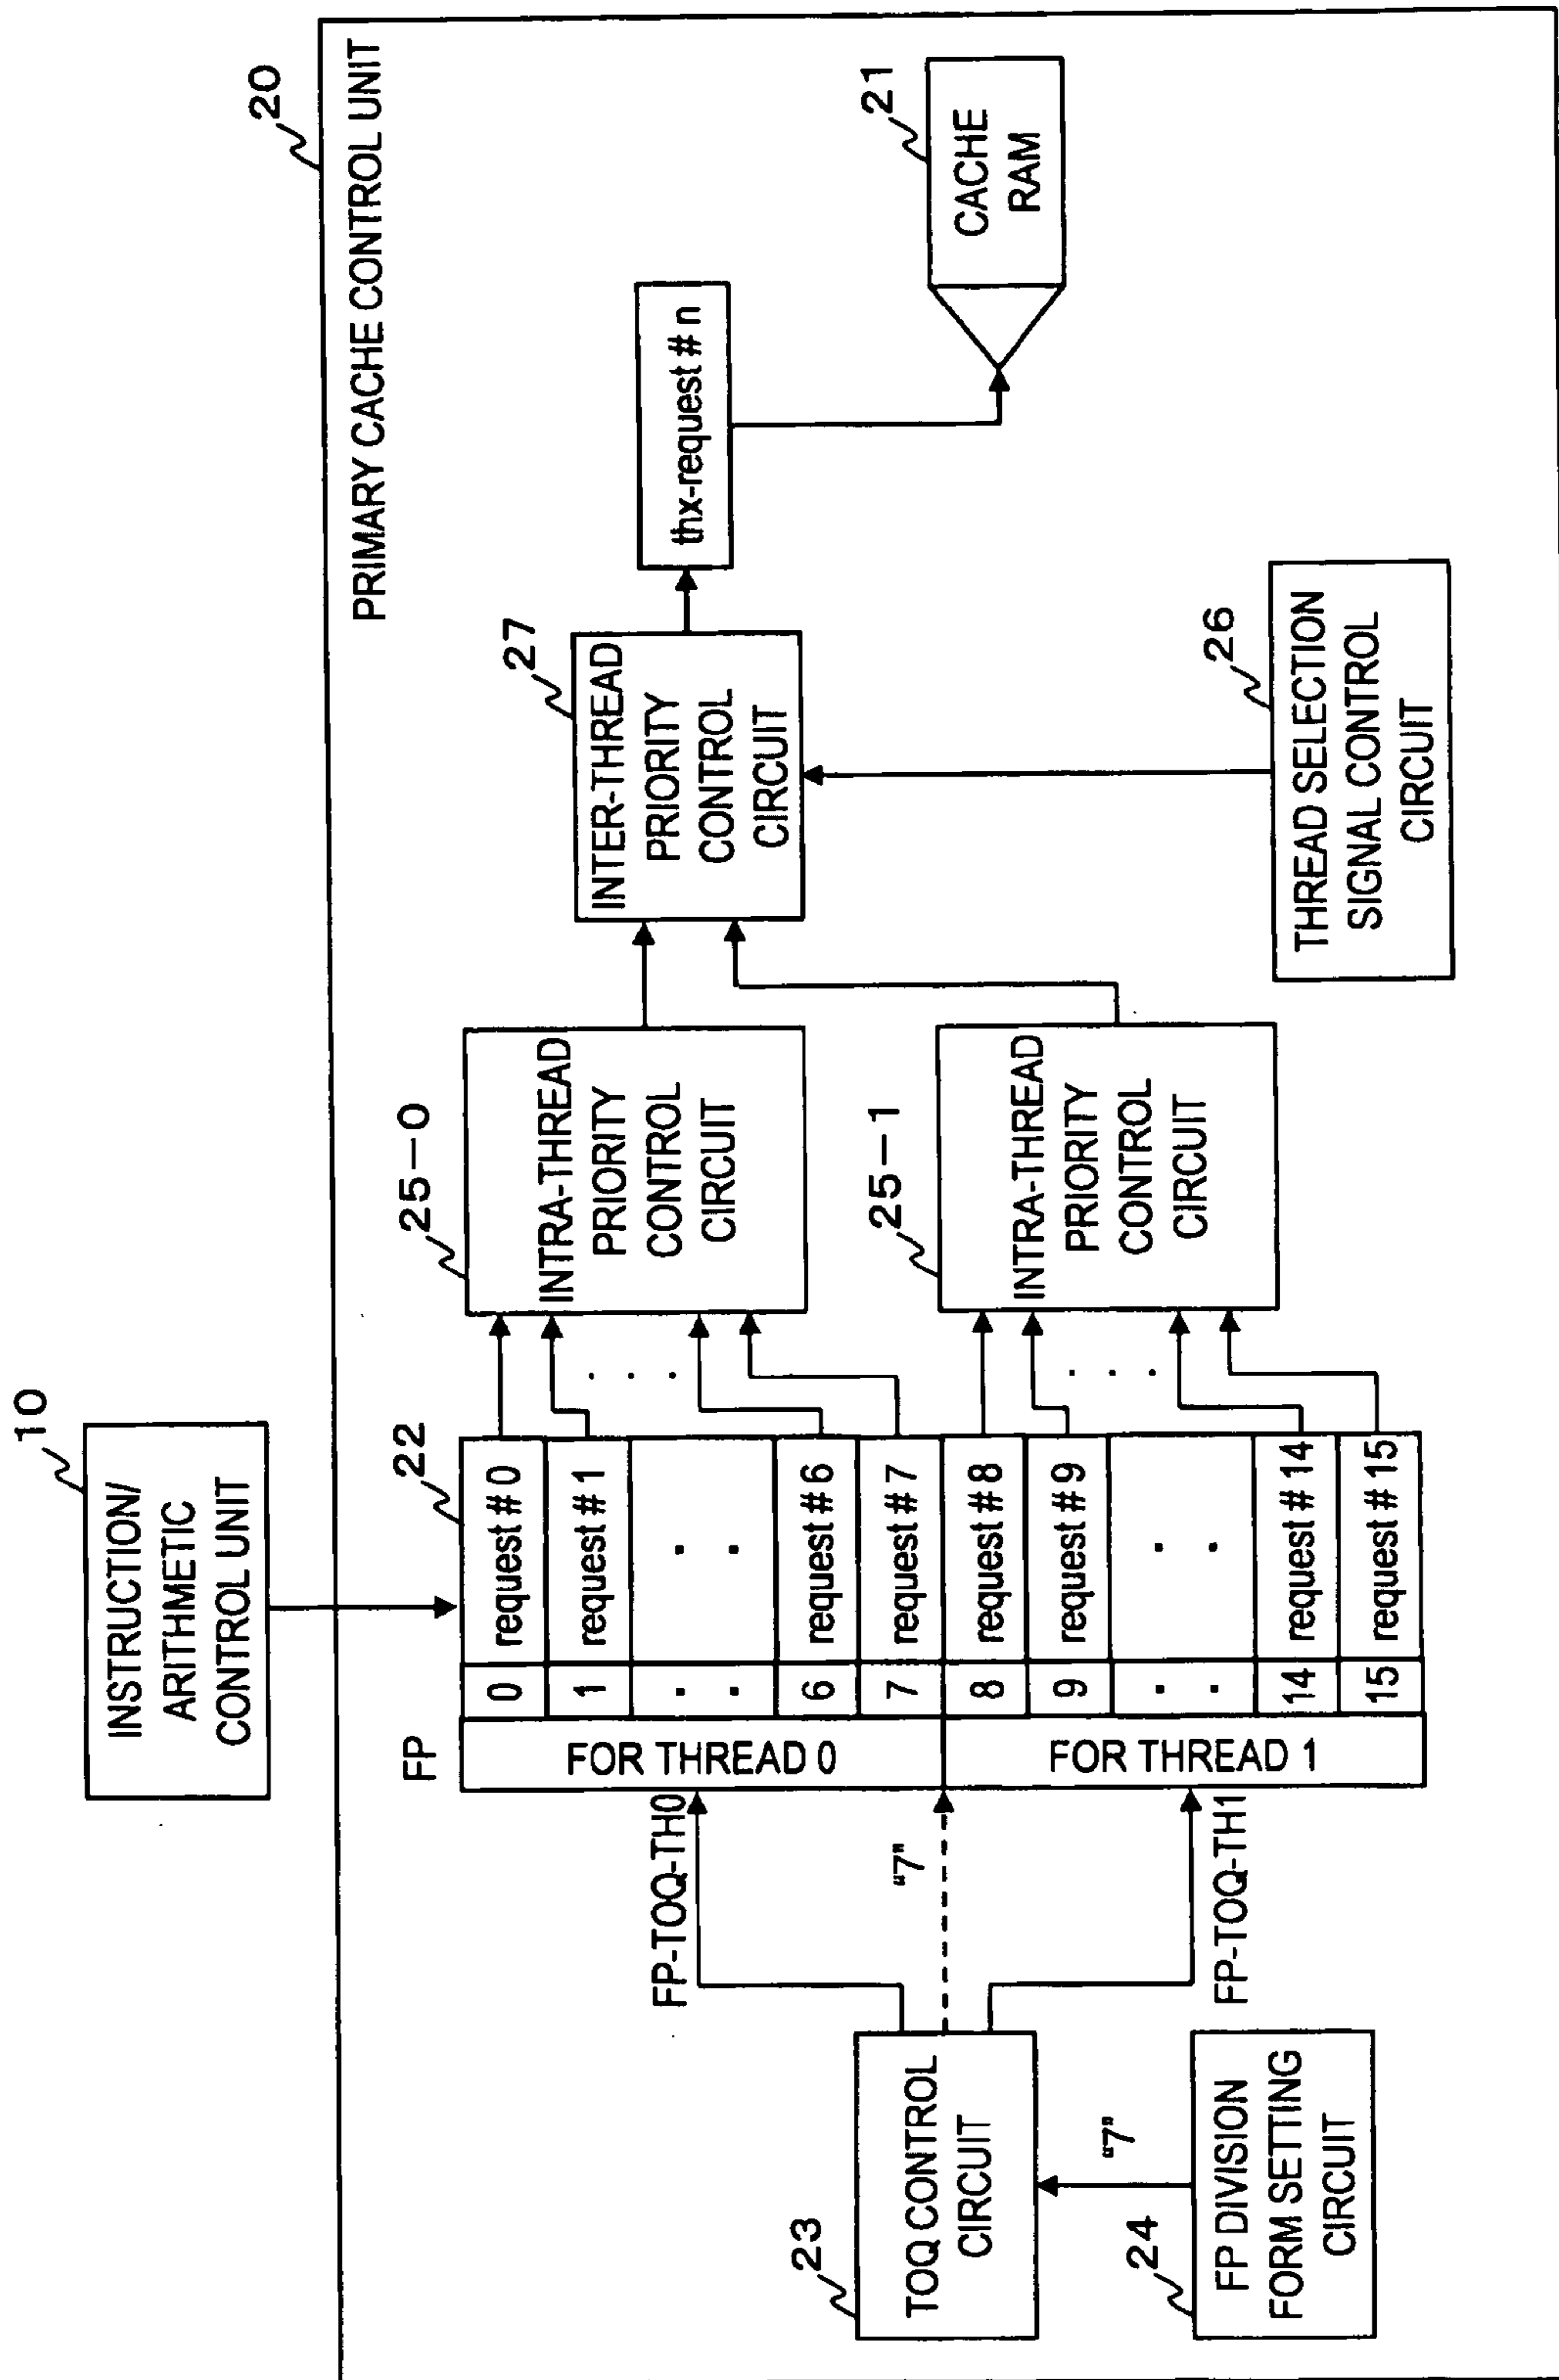 10
INSTRUCTION/
ARITHMETIC
CONTROL UNIT
20
PRIMARY CACHE CONTROL UNIT
FP
22
FOR THREAD 0
0 request # 0
1 request # 1
. .
. .
6 request # 6
7 request # 7
FOR THREAD 1
8 request # 8
9 request # 9
. .
. .
14 request # 14
15 request # 15
FP-TOQ-TH0
"7"
FP-TOQ-TH1
23
TOQ CONTROL
CIRCUIT
"7"
24
FP DIVISION
FORM SETTING
CIRCUIT
25-0
INTRA-THREAD
PRIORITY
CONTROL
CIRCUIT
. . .
25-1
INTRA-THREAD
PRIORITY
CONTROL
CIRCUIT
. . .
27
INTER-THREAD
PRIORITY
CONTROL
CIRCUIT
26
THREAD SELECTION
SIGNAL CONTROL
CIRCUIT
thx-request # n
21
CACHE
RAM